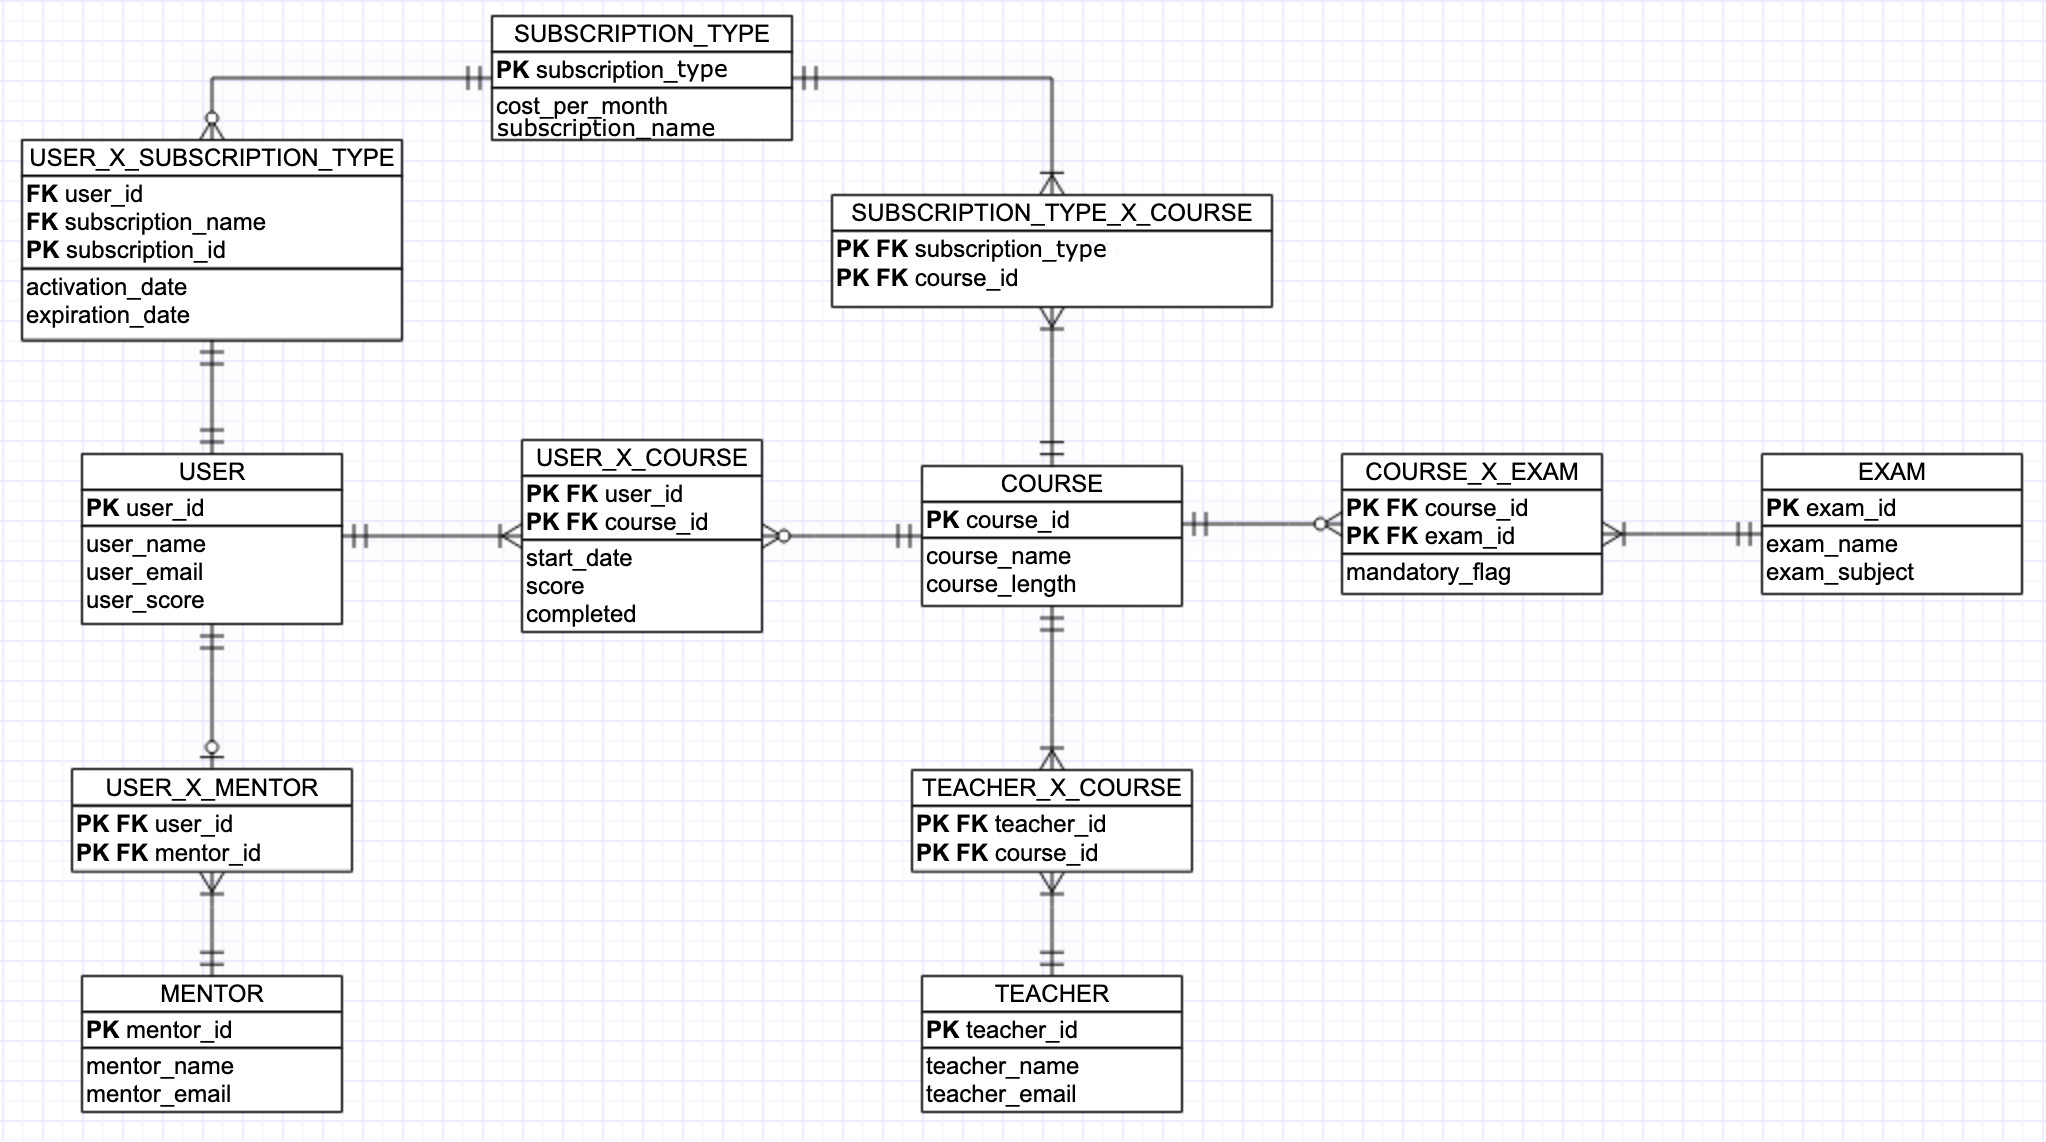 SUBSCRIPTION_TYPE
PK subscription_type
cost_per_month
subscription_name
USER_X_SUBSCRIPTION_TYPE
FK user_id
FK subscription_name
PK subscription_id
activation_date
expiration_date
SUBSCRIPTION_TYPE_X_COURSE
PK FK subscription_type
PK FK course_id
USER
PK user_id
user_name
user_email
user_score
USER_X_COURSE
PK FK user_id
PK FK course_id
start_date
score
completed
COURSE
PK course_id
course_name
course_length
COURSE_X_EXAM
PK FK course_id
PK FK exam_id
mandatory_flag
EXAM
PK exam_id
exam_name
exam_subject
USER_X_MENTOR
PK FK user_id
PK FK mentor_id
TEACHER_X_COURSE
PK FK teacher_id
PK FK course_id
MENTOR
PK mentor_id
mentor_name
mentor_email
TEACHER
PK teacher_id
teacher_name
teacher_email